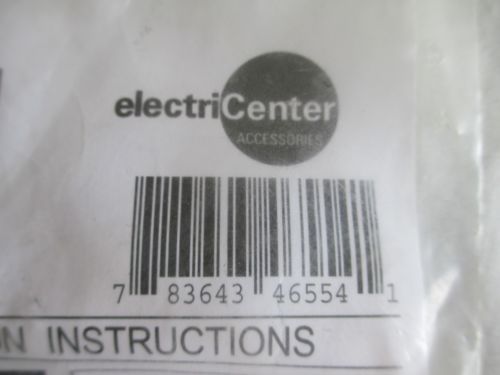 electriCenter
ACCESSORIES
7 83643 46554 1
INSTRUCTIONS